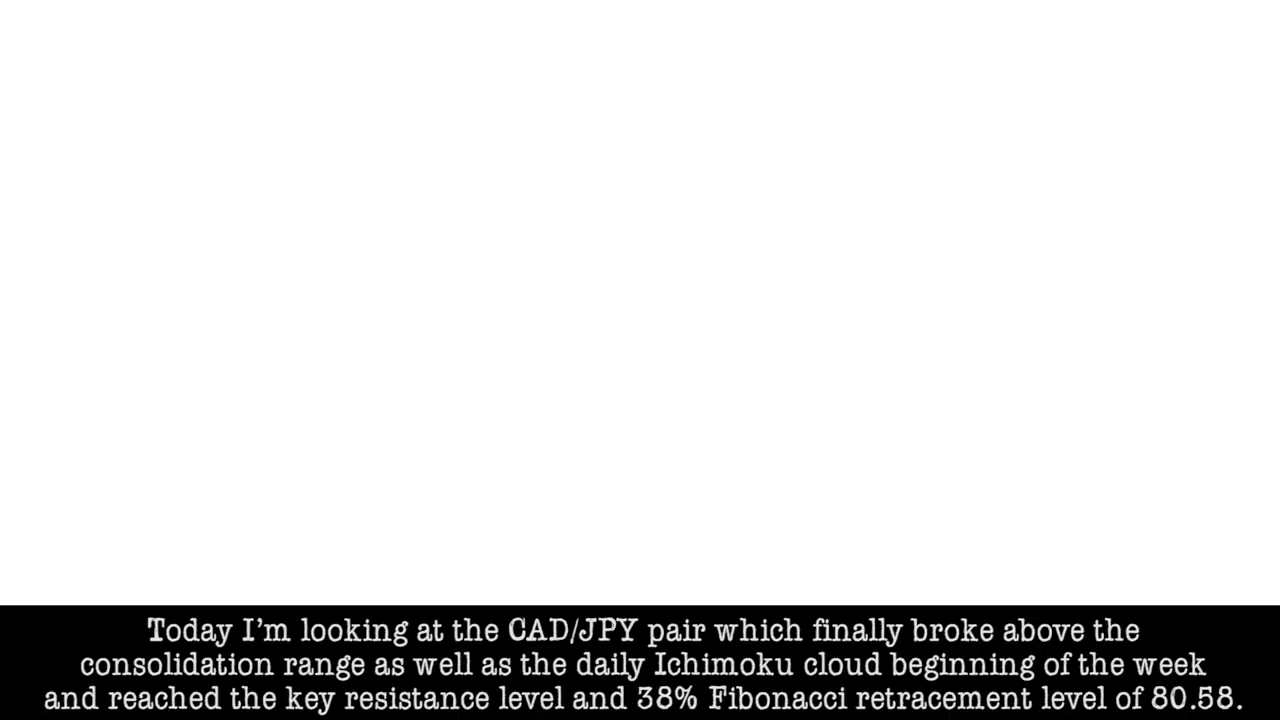 Today I'm looking at the CAD/JPY pair which finally broke above the
consolidation range as well as the daily Ichimoku cloud beginning of the week
and reached the key resistance level and 38% Fibonacci retracement level of 80.58.